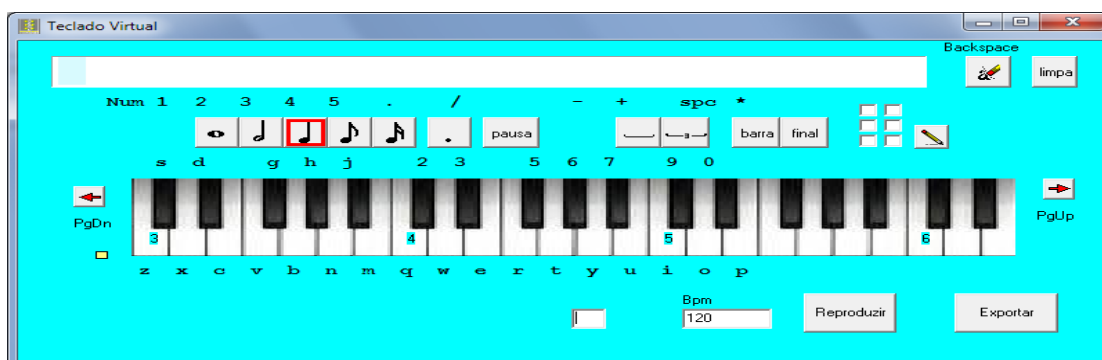 Teclado Virtual
Backspace
limpa
Num 1 2 3 4 5 . / - + spc *
3
pausa barra final
s d g h j 2 3 5 6 7 9 0
PgDn PgUp
3 4 5 6
z x c v b n m q w e r t y u i o p
Bpm
120
Reproduzir Exportar